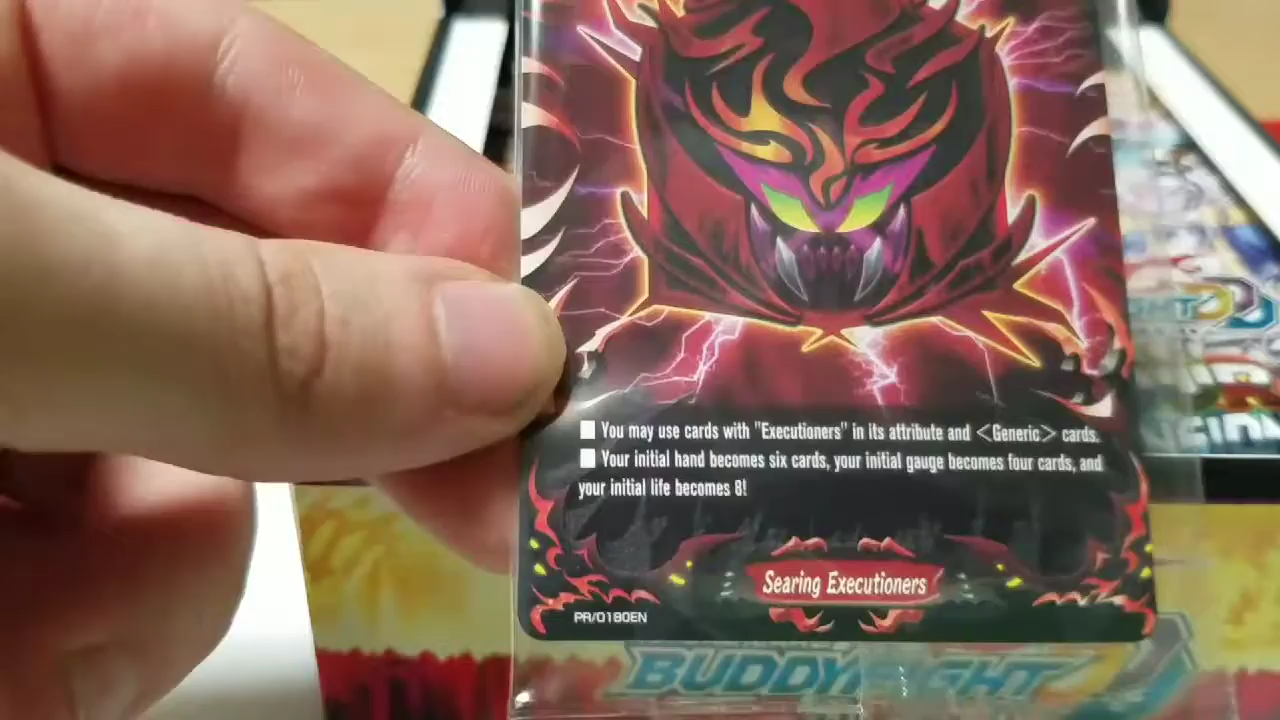 ■ You may use cards with "Executioners" in its attribute and <Generic> cards.
■ Your initial hand becomes six cards, your initial gauge becomes four cards, and
your initial life becomes 8!
Searing Executioners
PR/0180EN
BUDDYFIGHT